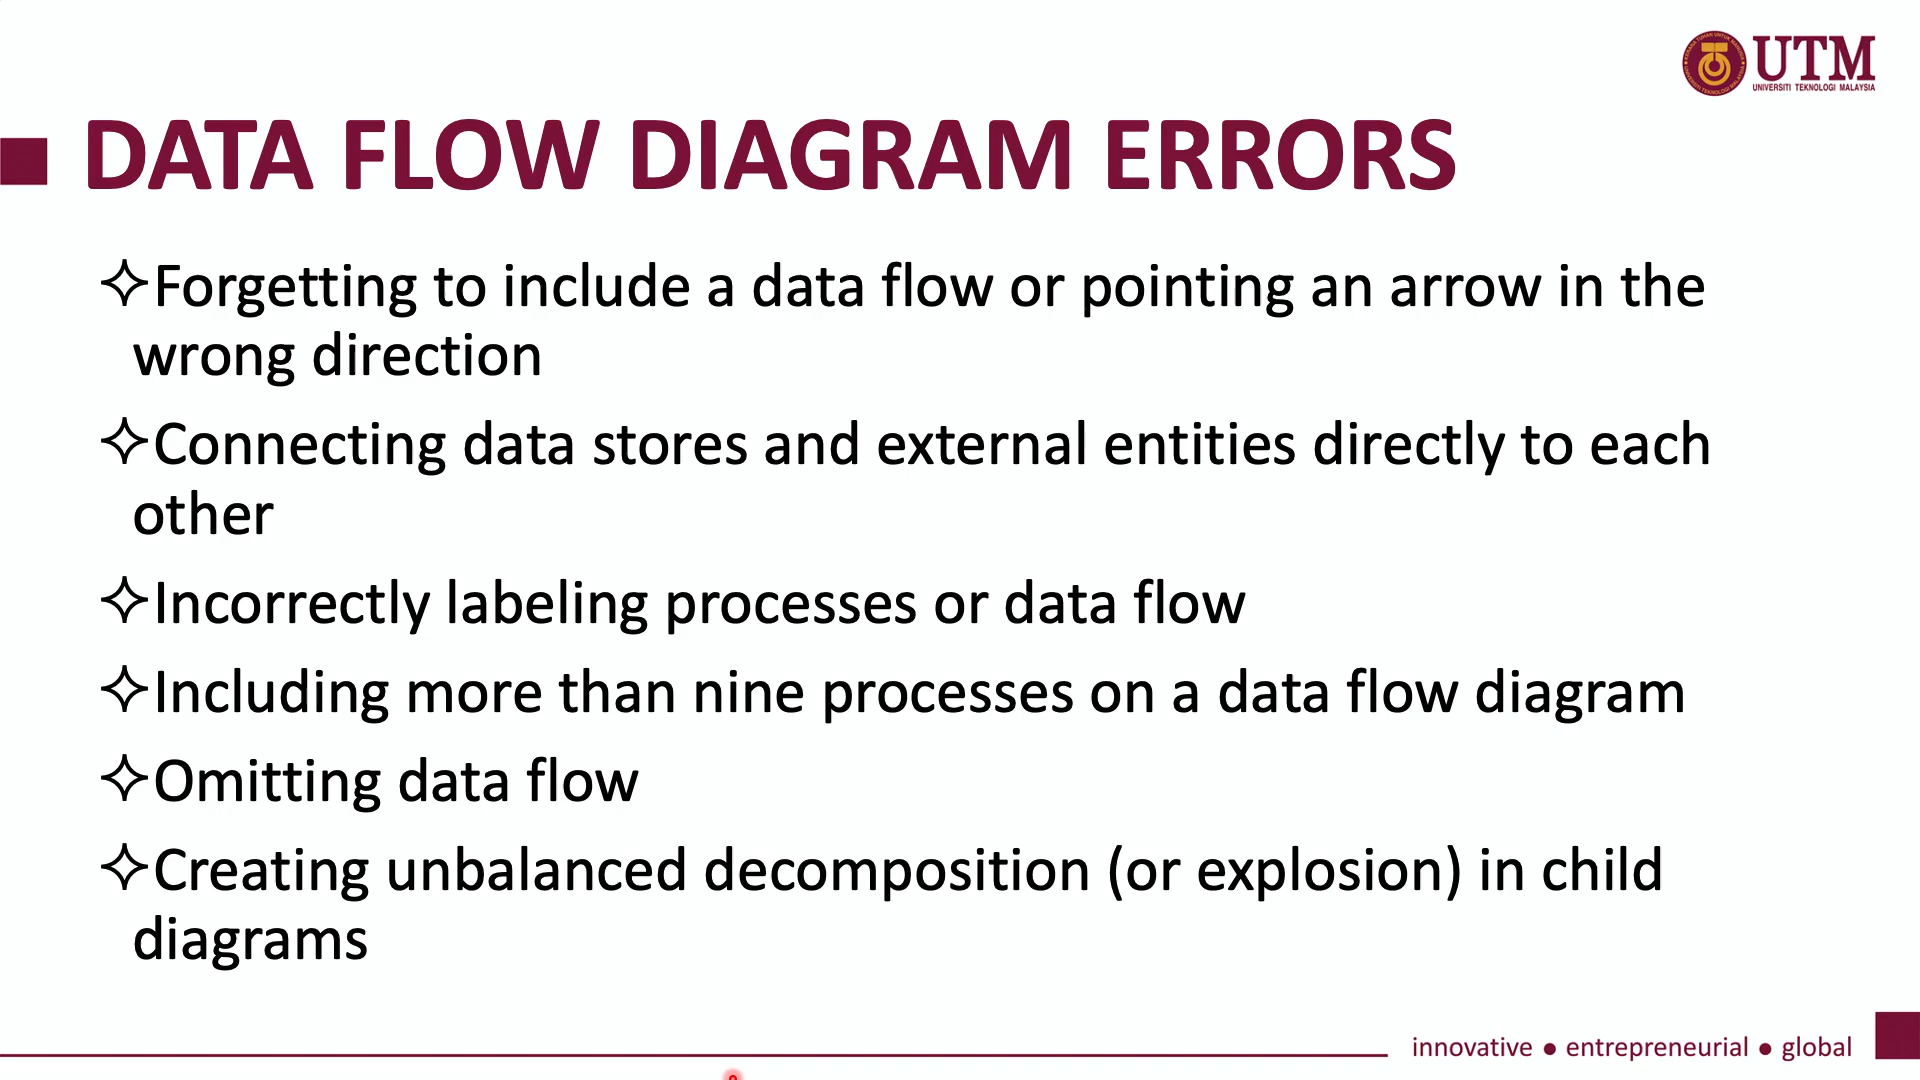 UTM
UNIVERSITI TEKNOLOGI MALAYSIA
DATA FLOW DIAGRAM ERRORS
Forgetting to include a data flow or pointing an arrow in the
wrong direction
Connecting data stores and external entities directly to each
other
Incorrectly labeling processes or data flow
Including more than nine processes on a data flow diagram
Omitting data flow
Creating unbalanced decomposition (or explosion) in child
diagrams
innovative ● entrepreneurial ● global